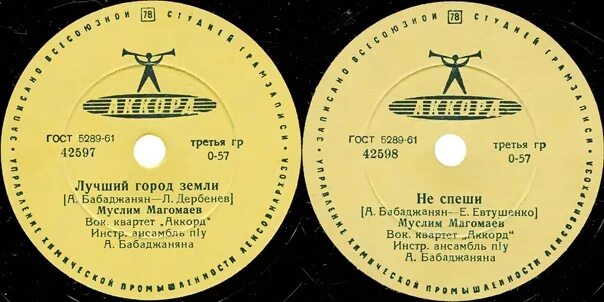 ЗАПИСАНО ВСЕСОЮЗНОЙ 78 СТУДИЕЙ ГРАМЗАПИСИ
АККОРД
ГОСТ 5289-61
42597
третья гр
0-57
Лучший город земли
[А. Бабаджанян—Л. Дербенев]
Муслим Магомаев
Вок. квартет „Аккорд"
Инстр. ансамбль п/у
А. Бабаджаняна
УПРАВЛЕНИЕ ХИМИЧЕСКОЙ ПРОМЫШЛЕННОСТИ ЛЕНСОВНАРХОЗА
ЗАПИСАНО ВСЕСОЮЗНОЙ 78 СТУДИЕЙ ГРАМЗАПИСИ
АККОРД
ГОСТ 5289-61
42598
третья гр
0-57
Не спеши
[А. Бабаджанян—Е. Евтушенко]
Муслим Магомаев
Вок. квартет „Аккорд"
Инстр. ансамбль п/у
А. Бабаджаняна
УПРАВЛЕНИЕ ХИМИЧЕСКОЙ ПРОМЫШЛЕННОСТИ ЛЕНСОВНАРХОЗА